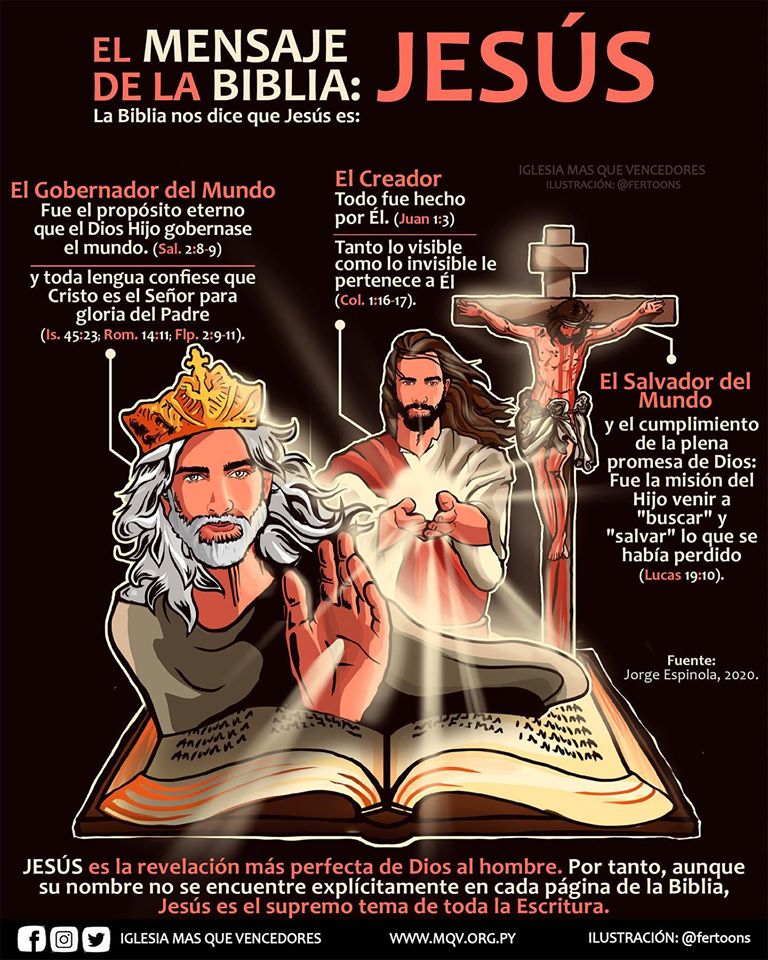 EL MENSAJE
DE LA BIBLIA: JESÚS
La Biblia nos dice que Jesús es:
IGLESIA MAS QUE VENCEDORES
ILUSTRACIÓN: @FERTOONS
El Gobernador del Mundo
Fue el propósito eterno
que el Dios Hijo gobernase
el mundo. (Sal. 2:8-9)
y toda lengua confiese que
Cristo es el Señor para
gloria del Padre
(Is. 45:23; Rom. 14:11; Flp. 2:9-11).
El Creador
Todo fue hecho
por Él. (Juan 1:3)
Tanto lo visible
como lo invisible le
pertenece a Él
(Col. 1:16-17).
El Salvador del
Mundo
y el cumplimiento
de la plena
promesa de Dios:
Fue la misión del
Hijo venir a
"buscar" y
"salvar" lo que se
había perdido
(Lucas 19:10).
Fuente:
Jorge Espinola, 2020.
JESÚS es la revelación más perfecta de Dios al hombre. Por tanto, aunque
su nombre no se encuentre explícitamente en cada página de la Biblia,
Jesús es el supremo tema de toda la Escritura.
IGLESIA MAS QUE VENCEDORES
WWW.MQV.ORG.PY
ILUSTRACIÓN: @fertoons